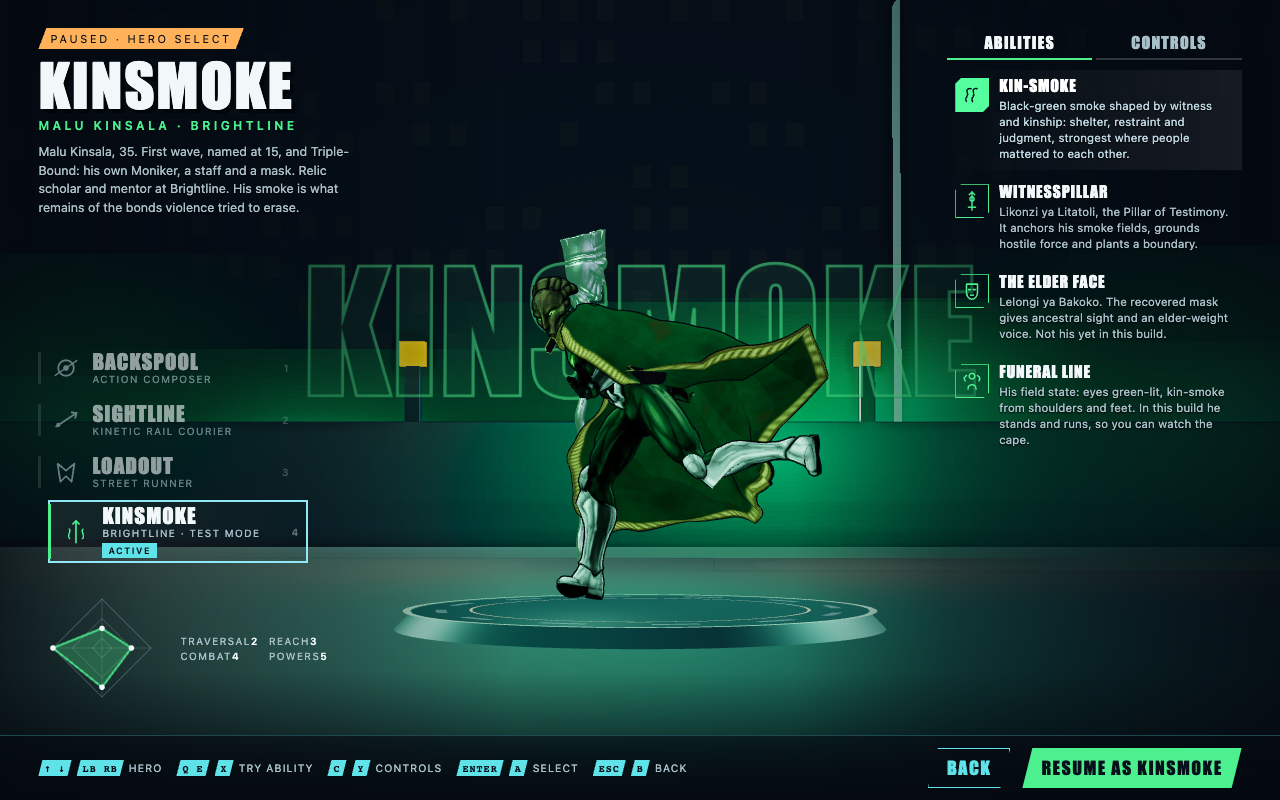 PAUSED · HERO SELECT
KINSMOKE
MALU KINSALA · BRIGHTLINE
Malu Kinsala, 35. First wave, named at 15, and Triple-
Bound: his own Moniker, a staff and a mask. Relic
scholar and mentor at Brightline. His smoke is what
remains of the bonds violence tried to erase.
KINSMOKE
BACKSPOOL 1
ACTION COMPOSER
SIGHTLINE 2
KINETIC RAIL COURIER
LOADOUT 3
STREET RUNNER
KINSMOKE
BRIGHTLINE · TEST MODE 4
ACTIVE
TRAVERSAL2 REACH3
COMBAT4 POWERS5
ABILITIES CONTROLS
KIN-SMOKE
Black-green smoke shaped by witness
and kinship: shelter, restraint and
judgment, strongest where people
mattered to each other.
WITNESSPILLAR
Likonzi ya Litatoli, the Pillar of Testimony.
It anchors his smoke fields, grounds
hostile force and plants a boundary.
THE ELDER FACE
Lelongi ya Bakoko. The recovered mask
gives ancestral sight and an elder-weight
voice. Not his yet in this build.
FUNERAL LINE
His field state: eyes green-lit, kin-smoke
from shoulders and feet. In this build he
stands and runs, so you can watch the
cape.
↑ ↓ LB RB HERO Q E X TRY ABILITY C Y CONTROLS ENTER A SELECT ESC B BACK
BACK RESUME AS KINSMOKE